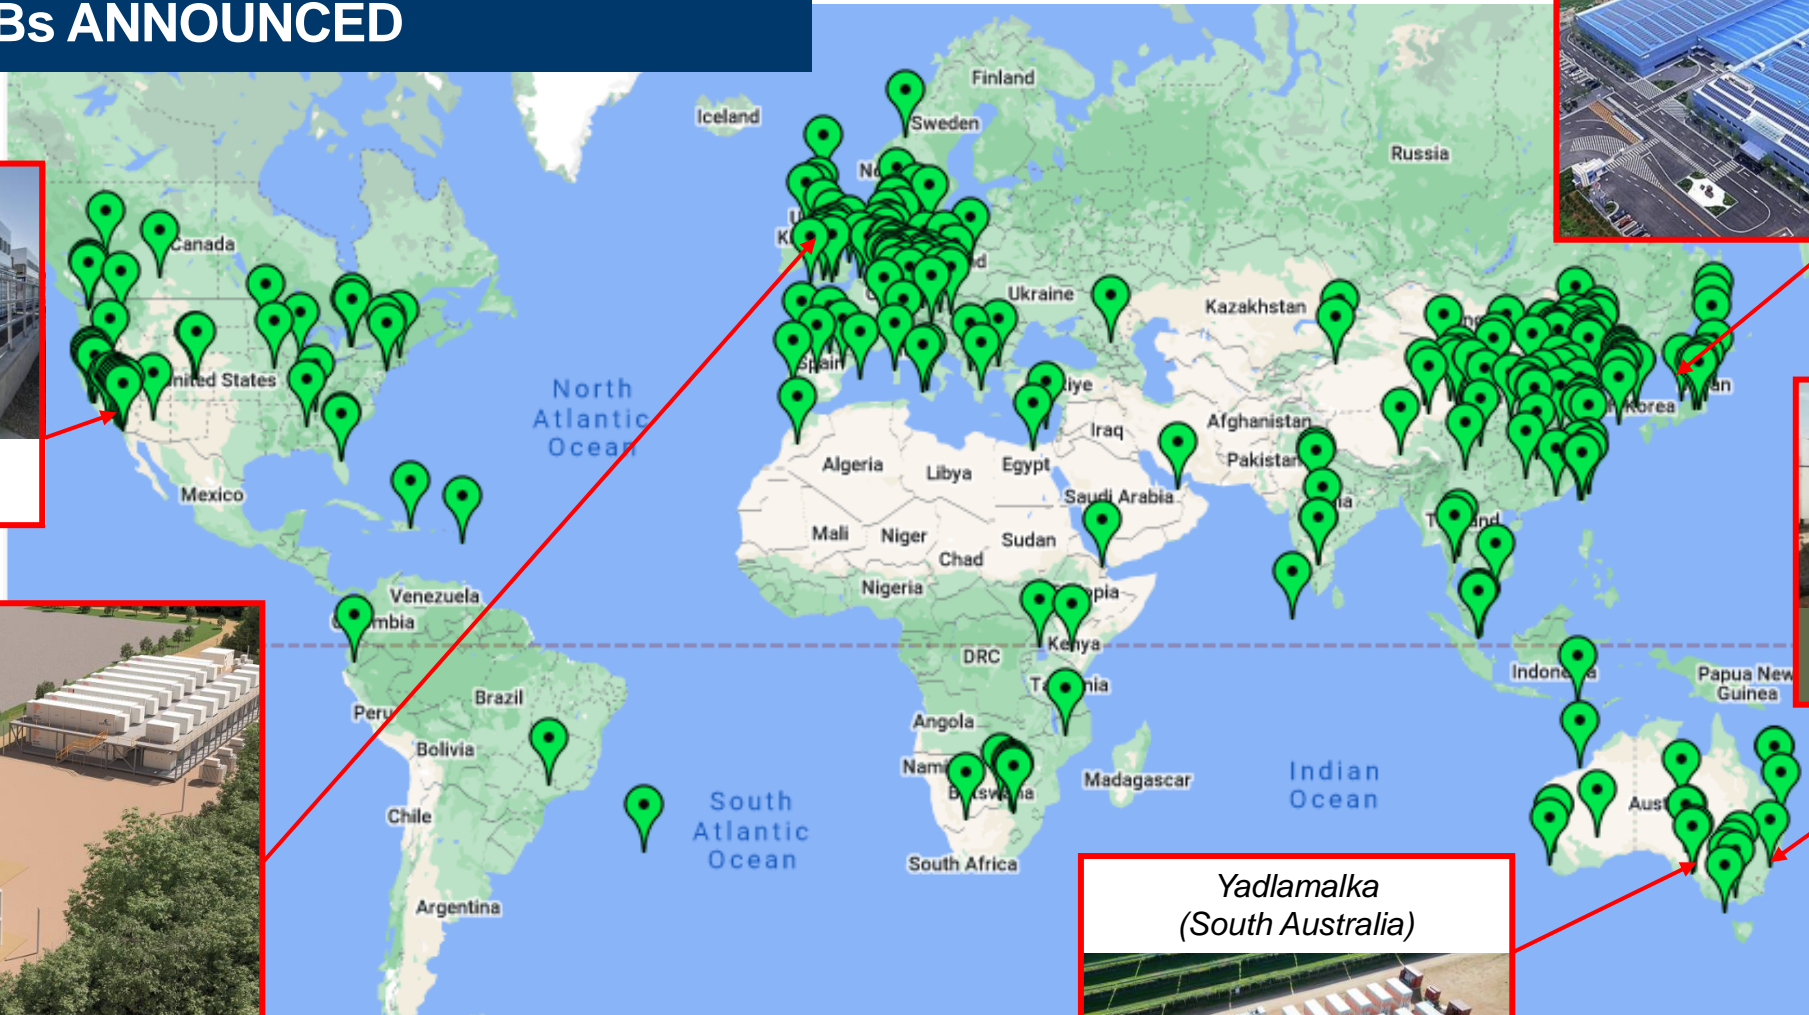 Bs ANNOUNCED
Finland
Iceland
Sweden
Russia
Canada
Ukraine
Kazakhstan
Spain
United States
Korea
North
Atlantic
Ocean
Afghanistan
Iraq
Pakistan
Algeria
Libya
Egypt
Mexico
Saudi Arabia
Mali
Niger
Sudan
Chad
Nigeria
Venezuela
Kenya
DRC
Indonesia
Papua New
Guinea
Brazil
Peru
Angola
Bolivia
Madagascar
Botswana
Indian
Ocean
South
Atlantic
Ocean
Chile
South Africa
Argentina
Yadlamalka
(South Australia)